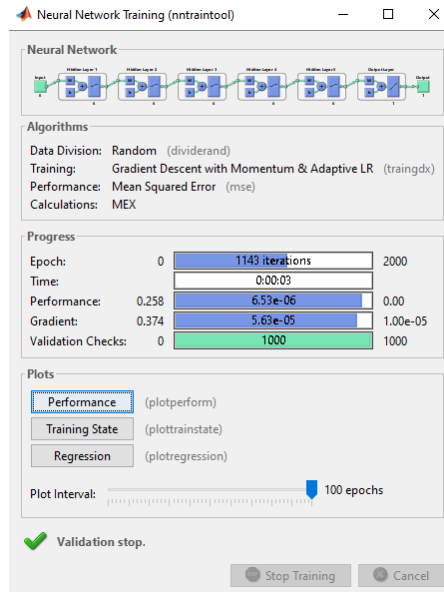 Neural Network Training (nntraintool)
Neural Network
Hidden Layer 1 Hidden Layer 2 Hidden Layer 3 Hidden Layer 4 Hidden Layer 5 Output Layer
Input Output
Algorithms
Data Division: Random (dividerand)
Training: Gradient Descent with Momentum & Adaptive LR (traingdx)
Performance: Mean Squared Error (mse)
Calculations: MEX
Progress
Epoch: 0 1143 iterations 2000
Time: 0:00:03
Performance: 0.258 6.53e-06 0.00
Gradient: 0.374 5.63e-05 1.00e-05
Validation Checks: 0 1000 1000
Plots
Performance (plotperform)
Training State (plottrainstate)
Regression (plotregression)
Plot Interval: 100 epochs
Validation stop.
Stop Training Cancel